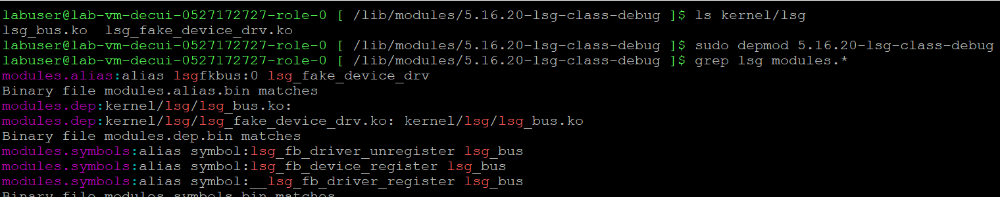 labuser@lab-vm-decui-0527172727-role-0 [ /lib/modules/5.16.20-lsg-class-debug ]$ ls kernel/lsg
lsg_bus.ko  lsg_fake_device_drv.ko
labuser@lab-vm-decui-0527172727-role-0 [ /lib/modules/5.16.20-lsg-class-debug ]$ sudo depmod 5.16.20-lsg-class-debug
labuser@lab-vm-decui-0527172727-role-0 [ /lib/modules/5.16.20-lsg-class-debug ]$ grep lsg modules.*
modules.alias:alias lsgfkbus:0 lsg_fake_device_drv
Binary file modules.alias.bin matches
modules.dep:kernel/lsg/lsg_bus.ko:
modules.dep:kernel/lsg/lsg_fake_device_drv.ko: kernel/lsg/lsg_bus.ko
Binary file modules.dep.bin matches
modules.symbols:alias symbol:lsg_fb_driver_unregister lsg_bus
modules.symbols:alias symbol:lsg_fb_device_register lsg_bus
modules.symbols:alias symbol:__lsg_fb_driver_register lsg_bus
Binary file modules.symbols.bin matches